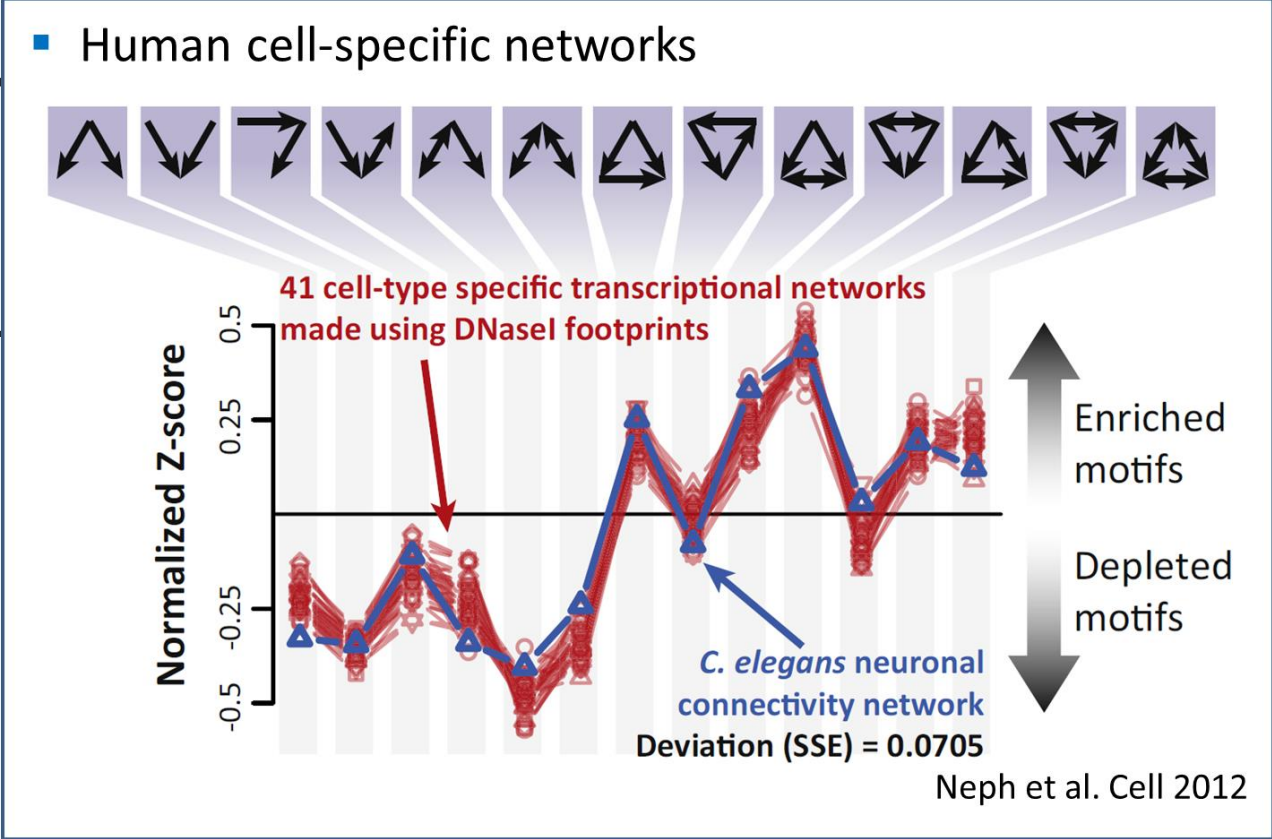 ▪ Human cell-specific networks
41 cell-type specific transcriptional networks
made using DNaseI footprints
Normalized Z-score
0.5
0.25
-0.25
-0.5
Enriched
motifs
Depleted
motifs
C. elegans neuronal
connectivity network
Deviation (SSE) = 0.0705
Neph et al. Cell 2012